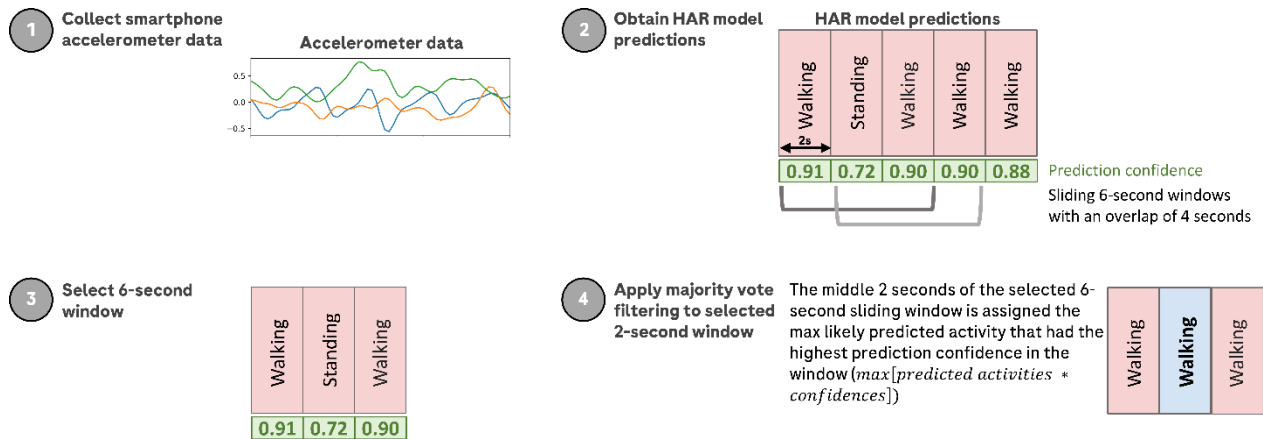 1
Collect smartphone
accelerometer data
Accelerometer data
0.5
0.0
−0.5
2
Obtain HAR model
predictions
HAR model predictions
Walking
Standing
Walking
Walking
Walking
2s
0.91 0.72 0.90 0.90 0.88
Prediction confidence
Sliding 6-second windows
with an overlap of 4 seconds
3
Select 6-second
window
Walking
Standing
Walking
0.91 0.72 0.90
4
Apply majority vote
filtering to selected
2-second window
The middle 2 seconds of the selected 6-
second sliding window is assigned the
max likely predicted activity that had the
highest prediction confidence in the
window (max[predicted activities ∗
confidences])
Walking
Walking
Walking